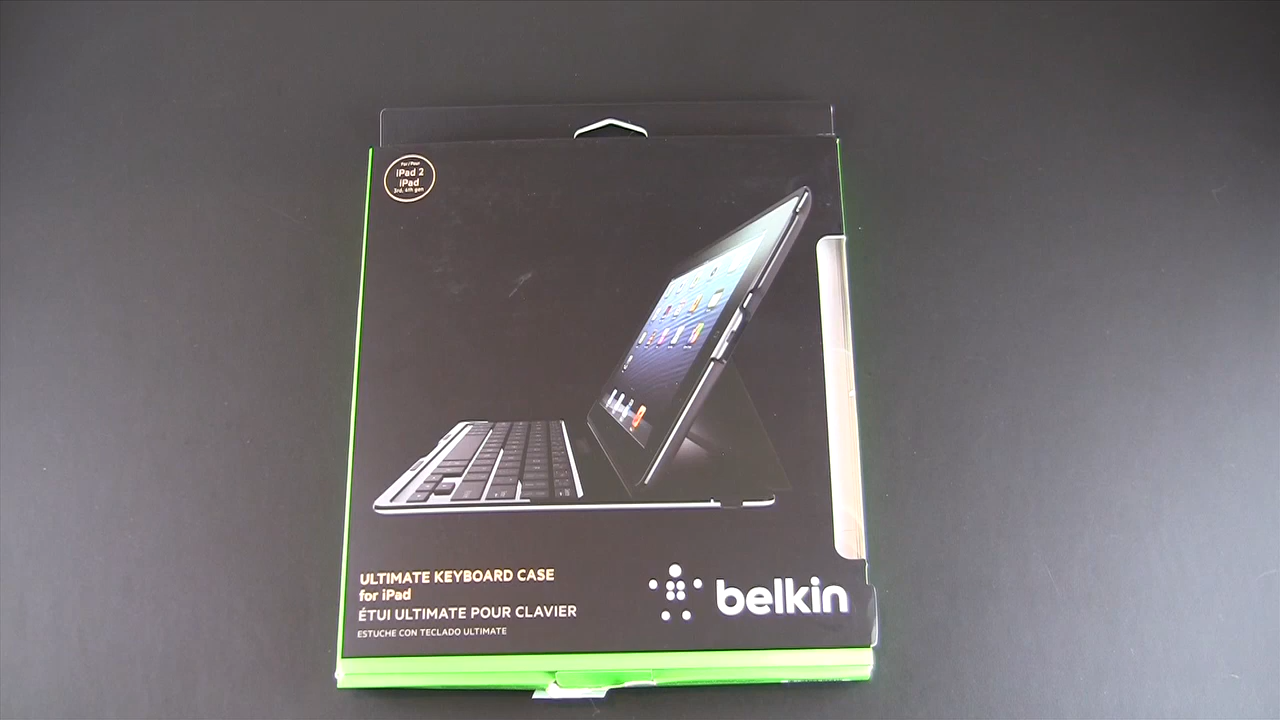 For / Pour
iPad 2
iPad
3rd, 4th gen
ULTIMATE KEYBOARD CASE
for iPad
ÉTUI ULTIMATE POUR CLAVIER
ESTUCHE CON TECLADO ULTIMATE
belkin